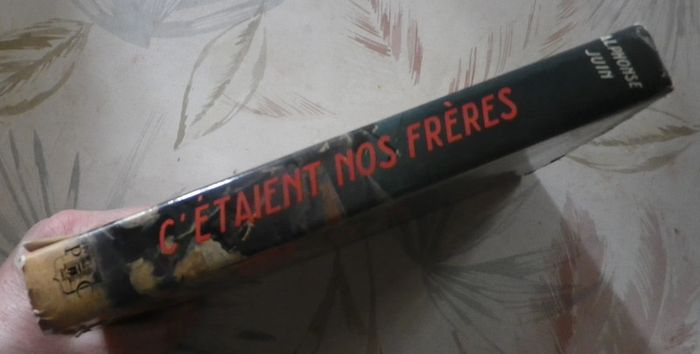 ALPHONSE
JUIN
C'ÉTAIENT NOS FRÈRES